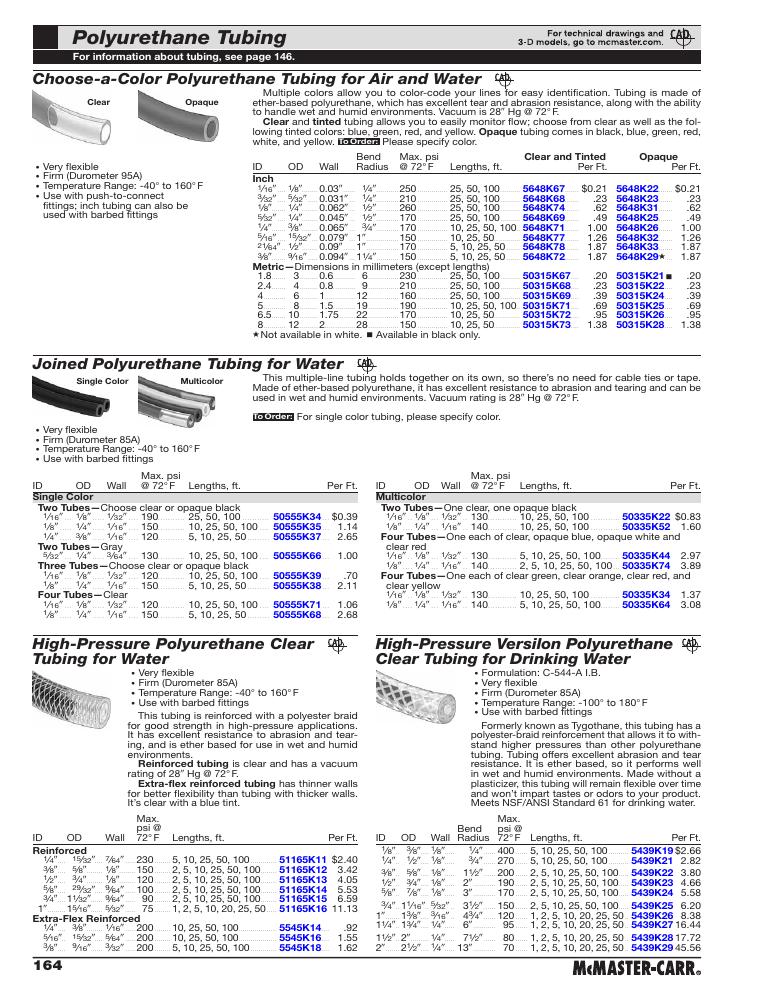 Polyurethane Tubing
For technical drawings and
3-D models, go to mcmaster.com.
CAD
For information about tubing, see page 146.
Choose-a-Color Polyurethane Tubing for Air and Water
CAD
Clear
Opaque
• Very flexible
• Firm (Durometer 95A)
• Temperature Range: -40° to 160°F
• Use with push-to-connect
fittings; inch tubing can also be
used with barbed fittings
Multiple colors allow you to color-code your lines for easy identification. Tubing is made of
ether-based polyurethane, which has excellent tear and abrasion resistance, along with the ability
to handle wet and humid environments. Vacuum is 28″ Hg @ 72°F.
Clear and tinted tubing allows you to easily monitor flow; choose from clear as well as the fol-
lowing tinted colors: blue, green, red, and yellow. Opaque tubing comes in black, blue, green, red,
white, and yellow. To Order: Please specify color.
Bend Max. psi Clear and Tinted Opaque
ID OD Wall Radius @ 72°F Lengths, ft. Per Ft. Per Ft.
Inch
1/16″ 1/8″ 0.03″ 1/4″ 250 25, 50, 100 5648K67 $0.21 5648K22 $0.21
3/32″ 5/32″ 0.031″ 1/4″ 210 25, 50, 100 5648K68 .23 5648K23 .23
1/8″ 1/4″ 0.062″ 1/2″ 260 25, 50, 100 5648K74 .62 5648K31 .62
5/32″ 1/4″ 0.045″ 1/2″ 170 25, 50, 100 5648K69 .49 5648K25 .49
1/4″ 3/8″ 0.065″ 3/4″ 170 10, 25, 50, 100 5648K71 1.00 5648K26 1.00
5/16″ 15/32″ 0.079″ 1″ 150 10, 25, 50 5648K77 1.26 5648K32 1.26
21/64″ 1/2″ 0.09″ 1″ 170 5, 10, 25, 50 5648K78 1.87 5648K33 1.87
3/8″ 9/16″ 0.094″ 1 1/4″ 150 5, 10, 25, 50 5648K72 1.87 5648K29★ 1.87
Metric—Dimensions in millimeters (except lengths)
1.8 3 0.6 6 230 25, 50, 100 50315K67 .20 50315K21■ .20
2.4 4 0.8 9 210 25, 50, 100 50315K68 .23 50315K22 .23
4 6 1 12 160 25, 50, 100 50315K69 .39 50315K24 .39
5 8 1.5 19 190 10, 25, 50, 100 50315K71 .69 50315K25 .69
6.5 10 1.75 22 170 10, 25, 50 50315K72 .95 50315K26 .95
8 12 2 28 150 10, 25, 50 50315K73 1.38 50315K28 1.38
★Not available in white. ■ Available in black only.
Joined Polyurethane Tubing for Water
CAD
Single Color
Multicolor
• Very flexible
• Firm (Durometer 85A)
• Temperature Range: -40° to 160°F
• Use with barbed fittings
This multiple-line tubing holds together on its own, so there's no need for cable ties or tape.
Made of ether-based polyurethane, it has excellent resistance to abrasion and tearing and can be
used in wet and humid environments. Vacuum rating is 28″ Hg @ 72°F.
To Order: For single color tubing, please specify color.
Max. psi
ID OD Wall @ 72°F Lengths, ft. Per Ft.
Single Color
Two Tubes—Choose clear or opaque black
1/16″ 1/8″ 1/32″ 190 25, 50, 100 50555K34 $0.39
1/8″ 1/4″ 1/16″ 150 10, 25, 50, 100 50555K35 1.14
1/4″ 3/8″ 1/16″ 120 5, 10, 25, 50 50555K37 2.65
Two Tubes—Gray
5/32″ 1/4″ 3/64″ 130 10, 25, 50, 100 50555K66 1.00
Three Tubes—Choose clear or opaque black
1/16″ 1/8″ 1/32″ 120 10, 25, 50, 100 50555K39 .70
1/8″ 1/4″ 1/16″ 150 5, 10, 25, 50 50555K38 2.11
Four Tubes—Clear
1/16″ 1/8″ 1/32″ 120 10, 25, 50, 100 50555K71 1.06
1/8″ 1/4″ 1/16″ 150 5, 10, 25, 50 50555K68 2.68
Max. psi
ID OD Wall @ 72°F Lengths, ft. Per Ft.
Multicolor
Two Tubes—One clear, one opaque black
1/16″ 1/8″ 1/32″ 130 10, 25, 50, 100 50335K22 $0.83
1/8″ 1/4″ 1/16″ 140 10, 25, 50, 100 50335K52 1.60
Four Tubes—One each of clear, opaque blue, opaque white and
clear red
1/16″ 1/8″ 1/32″ 130 5, 10, 25, 50, 100 50335K44 2.97
1/8″ 1/4″ 1/16″ 140 2, 5, 10, 25, 50, 100 50335K74 3.89
Four Tubes—One each of clear green, clear orange, clear red, and
clear yellow
1/16″ 1/8″ 1/32″ 130 10, 25, 50, 100 50335K34 1.37
1/8″ 1/4″ 1/16″ 140 5, 10, 25, 50, 100 50335K64 3.08
High-Pressure Polyurethane Clear
Tubing for Water
CAD
• Very flexible
• Firm (Durometer 85A)
• Temperature Range: -40° to 160°F
• Use with barbed fittings
This tubing is reinforced with a polyester braid
for good strength in high-pressure applications.
It has excellent resistance to abrasion and tear-
ing, and is ether based for use in wet and humid
environments.
Reinforced tubing is clear and has a vacuum
rating of 28″ Hg @ 72°F.
Extra-flex reinforced tubing has thinner walls
for better flexibility than tubing with thicker walls.
It's clear with a blue tint.
Max.
psi @
ID OD Wall 72°F Lengths, ft. Per Ft.
Reinforced
1/4″ 15/32″ 7/64″ 230 5, 10, 25, 50, 100 51165K11 $2.40
3/8″ 5/8″ 1/8″ 150 2, 5, 10, 25, 50, 100 51165K12 3.42
1/2″ 3/4″ 1/8″ 120 2, 5, 10, 25, 50, 100 51165K13 4.05
5/8″ 29/32″ 9/64″ 100 2, 5, 10, 25, 50, 100 51165K14 5.53
3/4″ 1 1/32″ 9/64″ 90 2, 5, 10, 25, 50, 100 51165K15 6.59
1″ 1 5/16″ 5/32″ 75 1, 2, 5, 10, 20, 25, 50 51165K16 11.13
Extra-Flex Reinforced
1/4″ 3/8″ 1/16″ 200 10, 25, 50, 100 5545K14 .92
5/16″ 15/32″ 5/64″ 200 10, 25, 50, 100 5545K16 1.55
3/8″ 9/16″ 3/32″ 200 5, 10, 25, 50, 100 5545K18 1.62
High-Pressure Versilon Polyurethane
Clear Tubing for Drinking Water
CAD
• Formulation: C-544-A I.B.
• Very flexible
• Firm (Durometer 85A)
• Temperature Range: -100° to 180°F
• Use with barbed fittings
Formerly known as Tygothane, this tubing has a
polyester-braid reinforcement that allows it to with-
stand higher pressures than other polyurethane
tubing. Tubing offers excellent abrasion and tear
resistance. It is ether based, so it performs well
in wet and humid environments. Made without a
plasticizer, this tubing will remain flexible over time
and won't impart tastes or odors to your product.
Meets NSF/ANSI Standard 61 for drinking water.
Max.
Bend psi @
ID OD Wall Radius 72°F Lengths, ft. Per Ft.
1/8″ 3/8″ 1/8″ 1/4″ 400 5, 10, 25, 50, 100 5439K19 $2.66
1/4″ 1/2″ 1/8″ 3/4″ 270 5, 10, 25, 50, 100 5439K21 2.82
3/8″ 5/8″ 1/8″ 1 1/2″ 200 2, 5, 10, 25, 50, 100 5439K22 3.80
1/2″ 3/4″ 1/8″ 2″ 190 2, 5, 10, 25, 50, 100 5439K23 4.66
5/8″ 7/8″ 1/8″ 3″ 170 2, 5, 10, 25, 50, 100 5439K24 5.58
3/4″ 1 1/16″ 5/32″ 3 1/2″ 150 2, 5, 10, 25, 50, 100 5439K25 6.20
1″ 1 3/8″ 3/16″ 4 3/4″ 120 1, 2, 5, 10, 20, 25, 50 5439K26 8.38
1 1/4″ 1 3/4″ 1/4″ 6″ 95 1, 2, 5, 10, 20, 25, 50 5439K27 16.44
1 1/2″ 2″ 1/4″ 7 1/2″ 80 1, 2, 5, 10, 20, 25, 50 5439K28 17.72
2″ 2 1/2″ 1/4″ 13″ 70 1, 2, 5, 10, 20, 25, 50 5439K29 45.56
164
McMASTER-CARR®